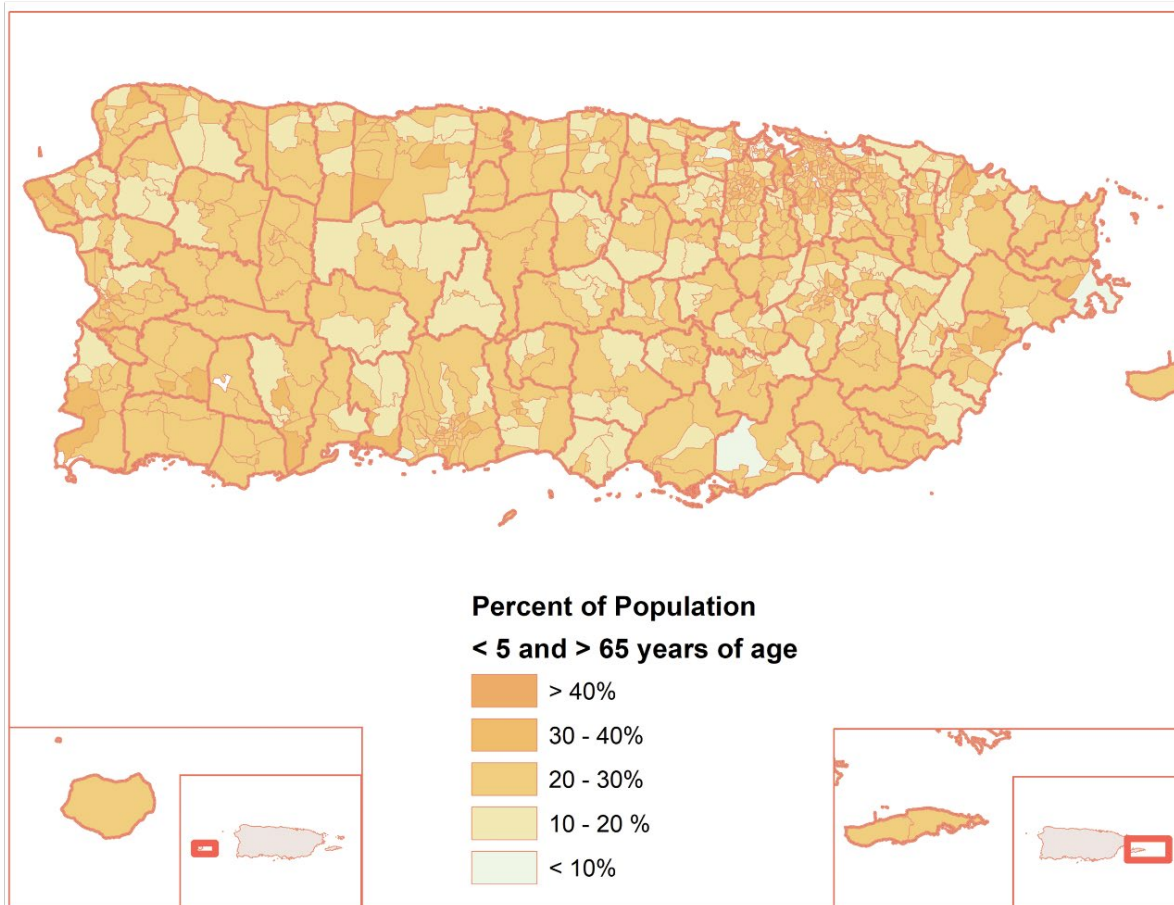 Percent of Population
< 5 and > 65 years of age
> 40%
30 - 40%
20 - 30%
10 - 20 %
< 10%